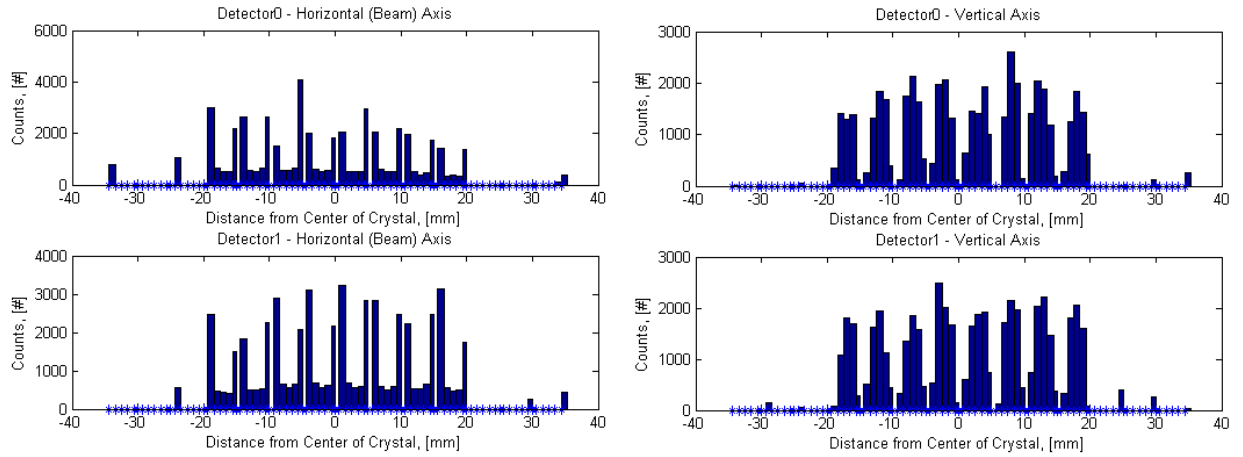 Detector0 - Horizontal (Beam) Axis
6000
4000
2000
0
Counts, [#]
-40 -30 -20 -10 0 10 20 30 40
Distance from Center of Crystal, [mm]
Detector0 - Vertical Axis
3000
2000
1000
0
Counts, [#]
-40 -30 -20 -10 0 10 20 30 40
Distance from Center of Crystal, [mm]
Detector1 - Horizontal (Beam) Axis
4000
3000
2000
1000
0
Counts, [#]
-40 -30 -20 -10 0 10 20 30 40
Distance from Center of Crystal, [mm]
Detector1 - Vertical Axis
3000
2000
1000
0
Counts, [#]
-40 -30 -20 -10 0 10 20 30 40
Distance from Center of Crystal, [mm]